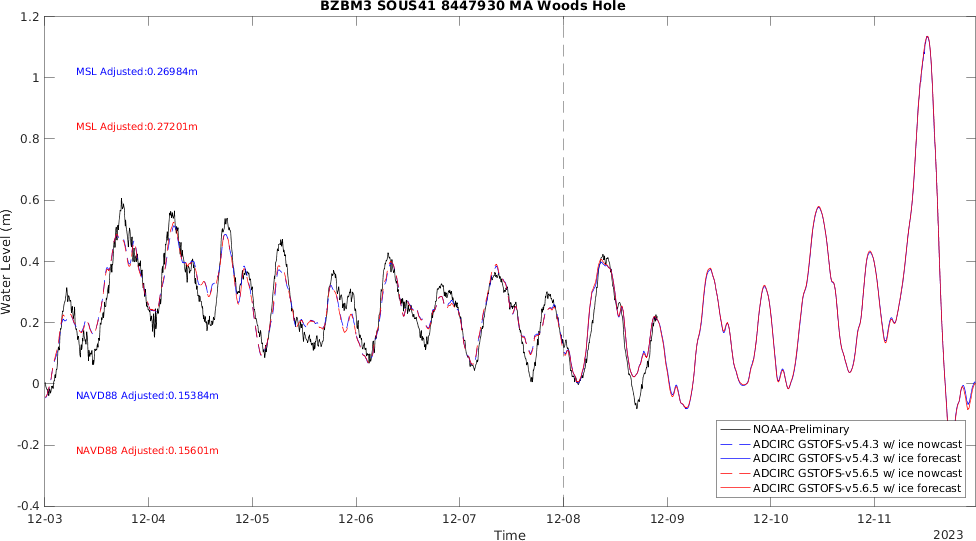 BZBM3 SOUS41 8447930 MA Woods Hole
1.2
1
0.8
0.6
0.4
0.2
0
-0.2
-0.4
Water Level (m)
MSL Adjusted:0.26984m
MSL Adjusted:0.27201m
NAVD88 Adjusted:0.15384m
NAVD88 Adjusted:0.15601m
NOAA-Preliminary
ADCIRC GSTOFS-v5.4.3 w/ ice nowcast
ADCIRC GSTOFS-v5.4.3 w/ ice forecast
ADCIRC GSTOFS-v5.6.5 w/ ice nowcast
ADCIRC GSTOFS-v5.6.5 w/ ice forecast
12-03 12-04 12-05 12-06 12-07 12-08 12-09 12-10 12-11
Time
2023